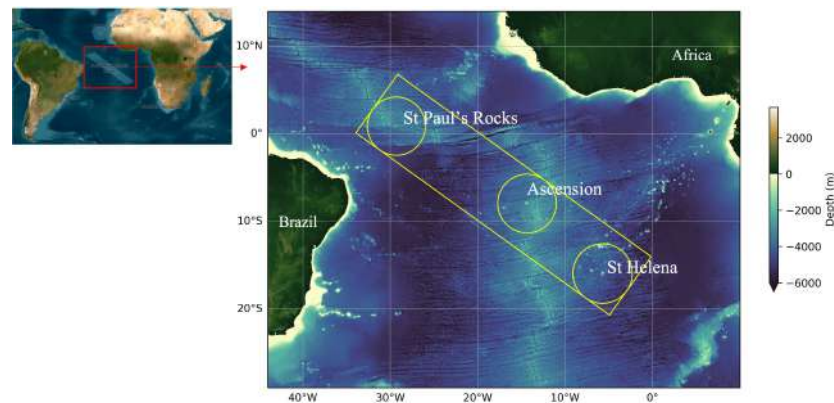 10°N
0°
10°S
20°S
Africa
St Paul's Rocks
Ascension
Brazil
St Helena
40°W
30°W
20°W
10°W
0°
2000
0
−2000
−4000
−6000
Depth (m)